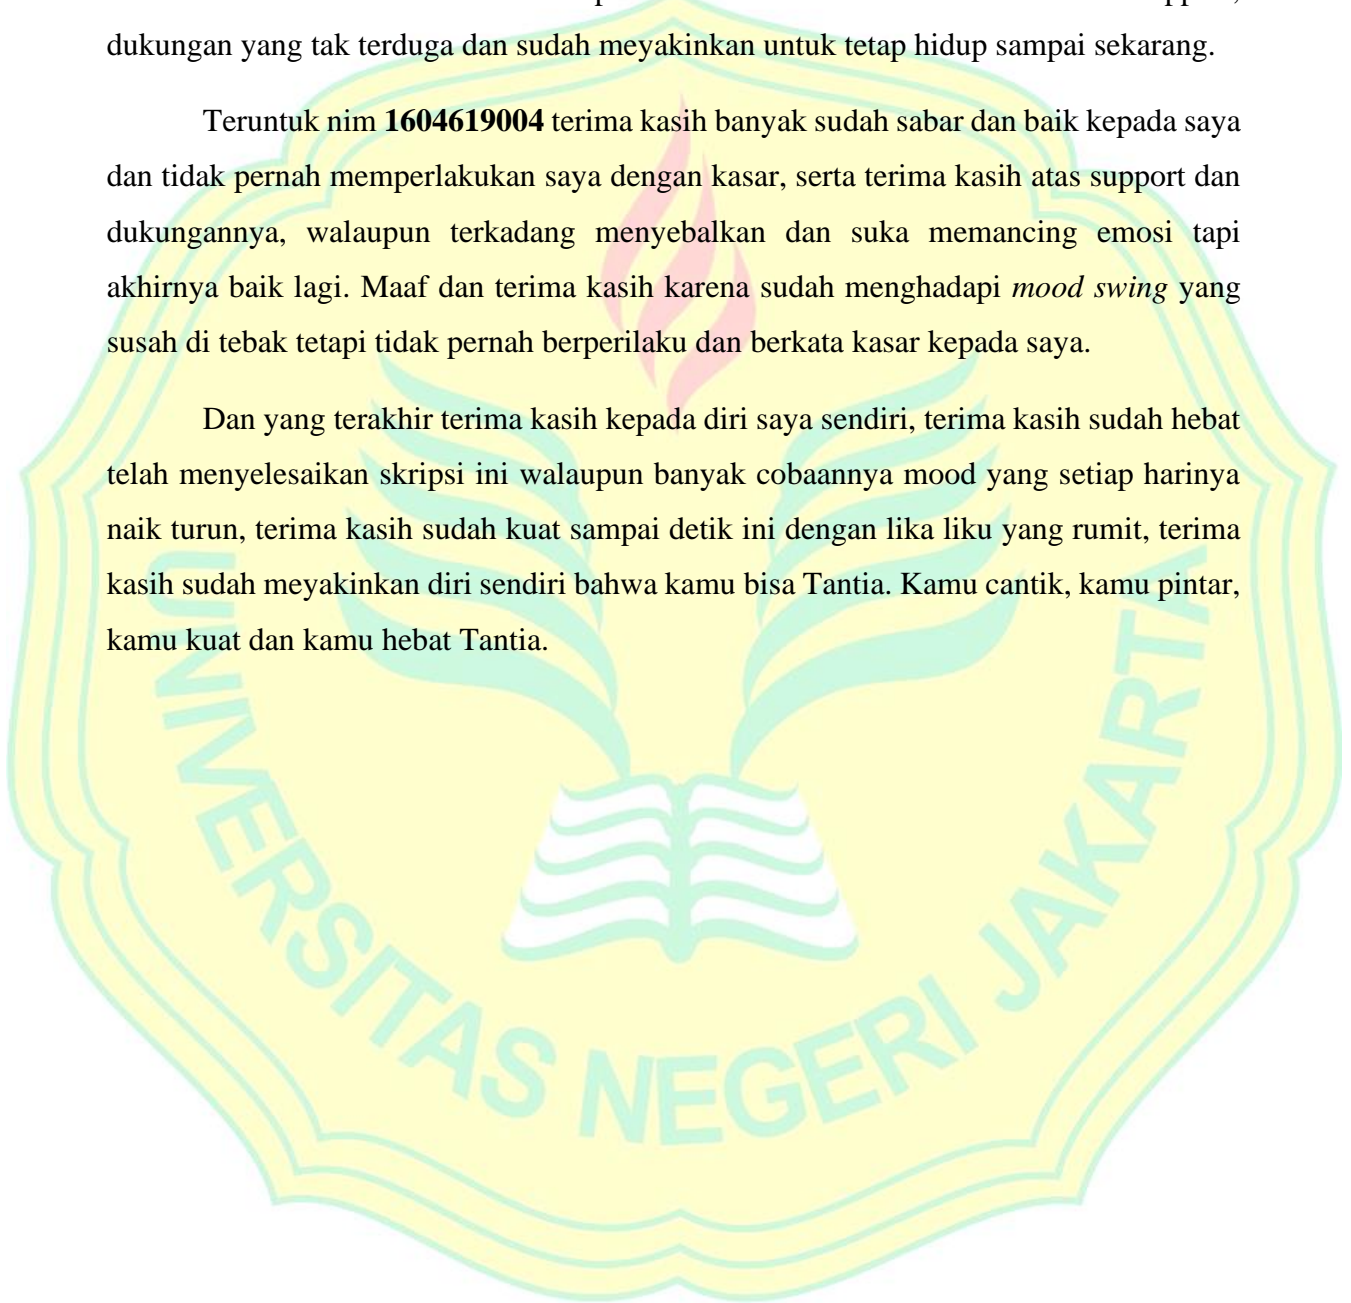 dukungan yang tak terduga dan sudah meyakinkan untuk tetap hidup sampai sekarang.
Teruntuk nim 1604619004 terima kasih banyak sudah sabar dan baik kepada saya
dan tidak pernah memperlakukan saya dengan kasar, serta terima kasih atas support dan
dukungannya, walaupun terkadang menyebalkan dan suka memancing emosi tapi
akhirnya baik lagi. Maaf dan terima kasih karena sudah menghadapi mood swing yang
susah di tebak tetapi tidak pernah berperilaku dan berkata kasar kepada saya.
Dan yang terakhir terima kasih kepada diri saya sendiri, terima kasih sudah hebat
telah menyelesaikan skripsi ini walaupun banyak cobaannya mood yang setiap harinya
naik turun, terima kasih sudah kuat sampai detik ini dengan lika liku yang rumit, terima
kasih sudah meyakinkan diri sendiri bahwa kamu bisa Tantia. Kamu cantik, kamu pintar,
kamu kuat dan kamu hebat Tantia.
UNIVERSITAS NEGERI JAKARTA